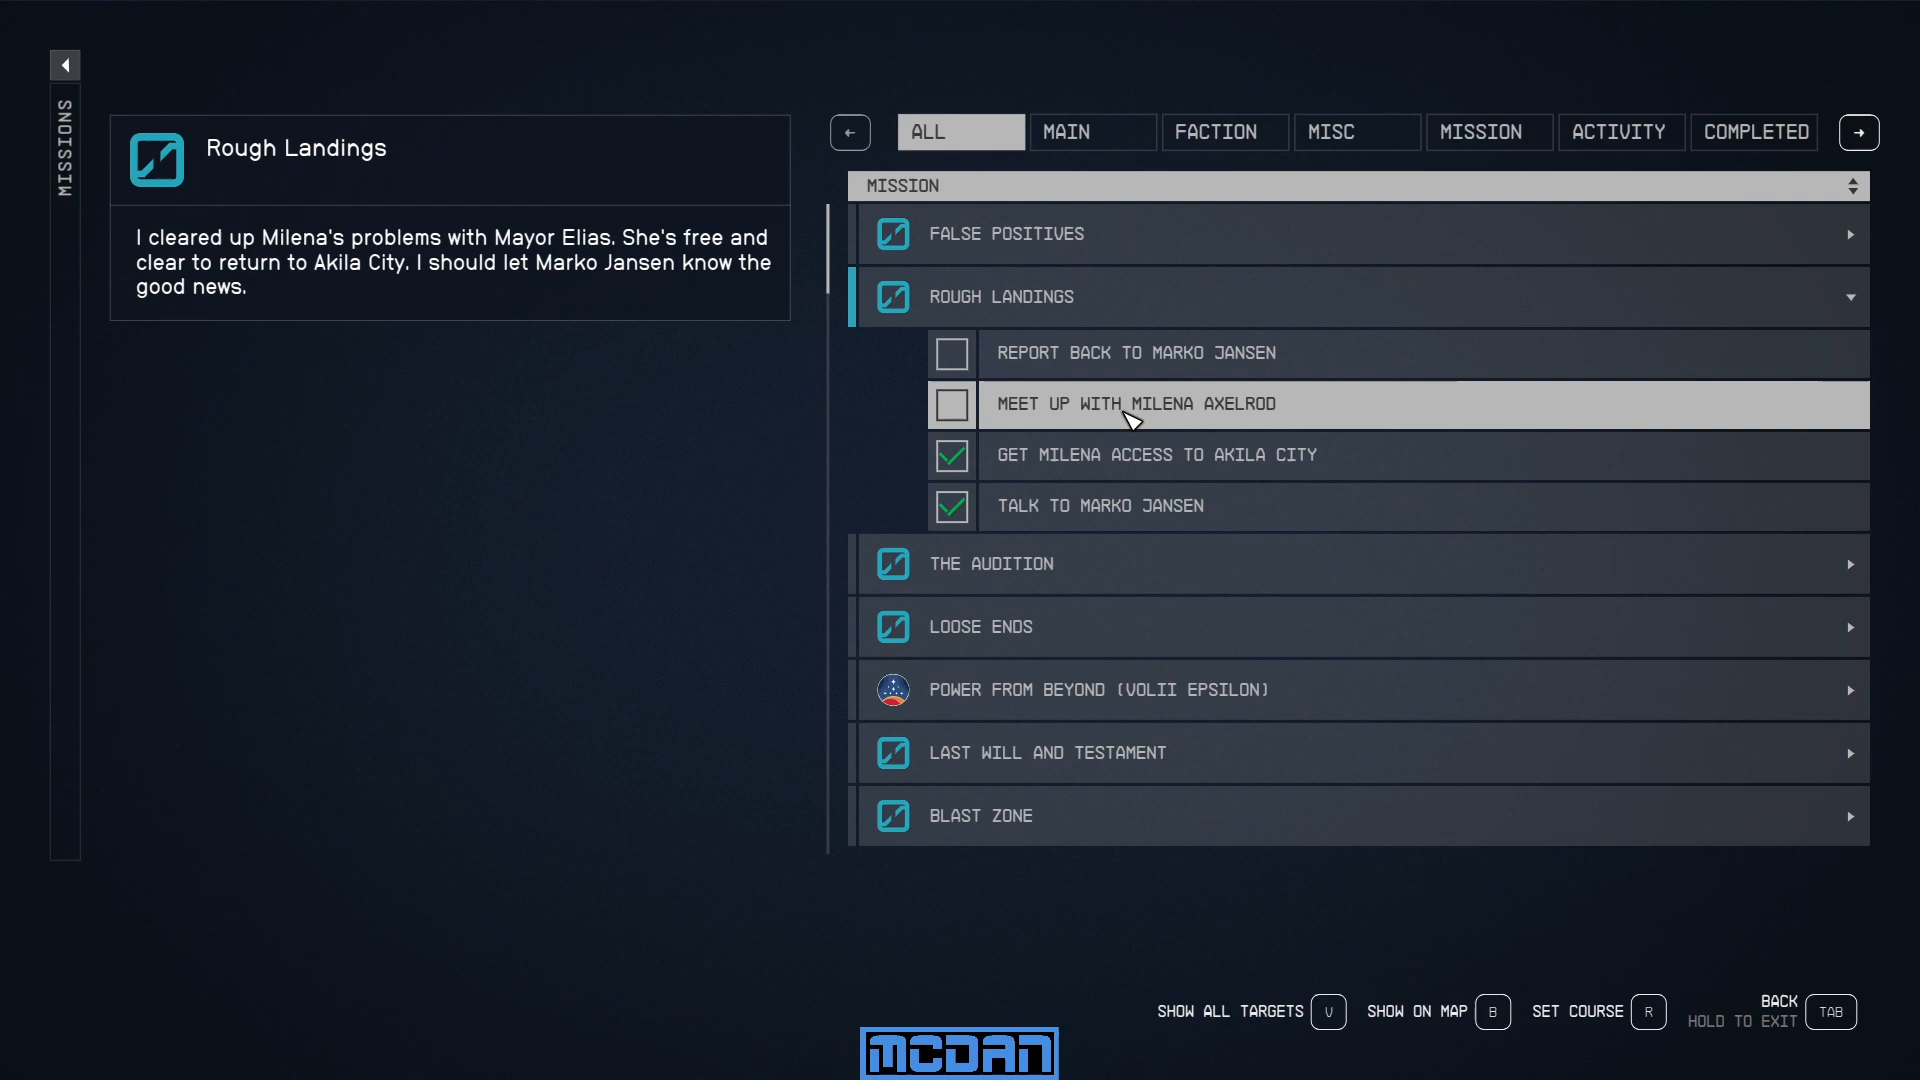 MISSIONS
Rough Landings
I cleared up Milena's problems with Mayor Elias. She's free and
clear to return to Akila City. I should let Marko Jansen know the
good news.
ALL MAIN FACTION MISC MISSION ACTIVITY COMPLETED
MISSION
FALSE POSITIVES
ROUGH LANDINGS
REPORT BACK TO MARKO JANSEN
MEET UP WITH MILENA AXELROD
GET MILENA ACCESS TO AKILA CITY
TALK TO MARKO JANSEN
THE AUDITION
LOOSE ENDS
POWER FROM BEYOND (VOLII EPSILON)
LAST WILL AND TESTAMENT
BLAST ZONE
SHOW ALL TARGETS V SHOW ON MAP B SET COURSE R BACK TAB
HOLD TO EXIT
MCDAN